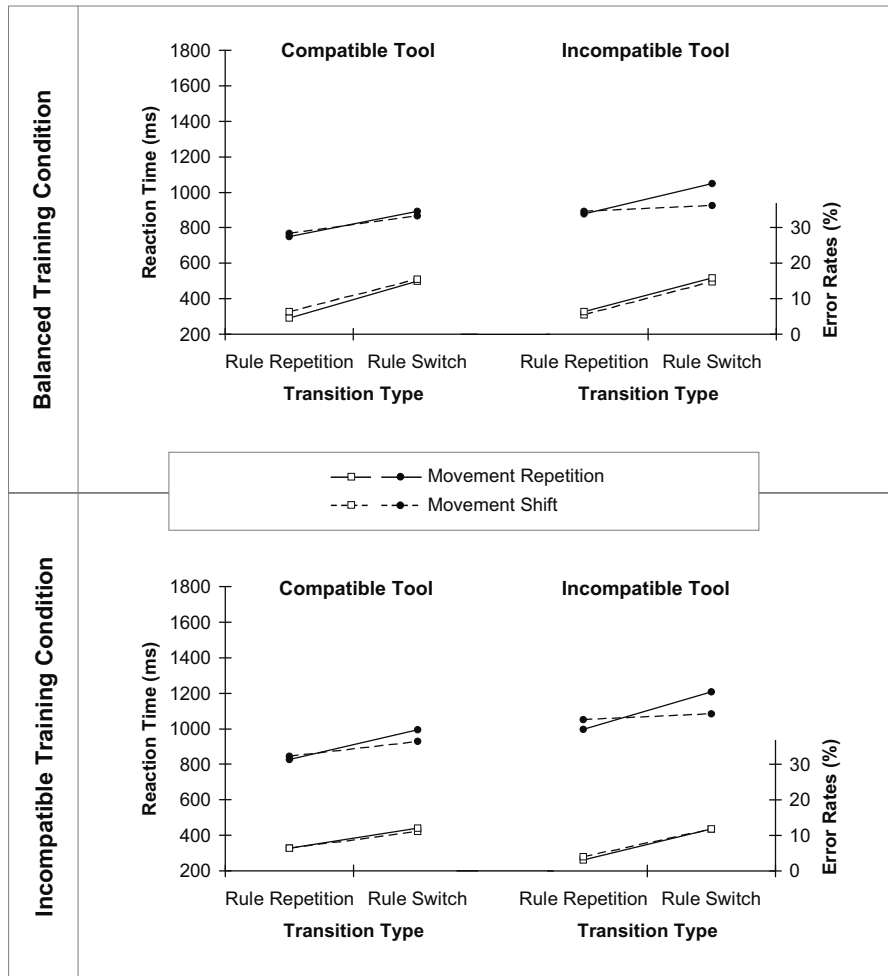 Balanced Training Condition
Compatible Tool
Incompatible Tool
Reaction Time (ms)
1800
1600
1400
1200
1000
800
600
400
200
30
20
10
0
Error Rates (%)
Rule Repetition Rule Switch
Rule Repetition Rule Switch
Transition Type
Transition Type
Movement Repetition
Movement Shift
Incompatible Training Condition
Compatible Tool
Incompatible Tool
Reaction Time (ms)
1800
1600
1400
1200
1000
800
600
400
200
30
20
10
0
Error Rates (%)
Rule Repetition Rule Switch
Rule Repetition Rule Switch
Transition Type
Transition Type